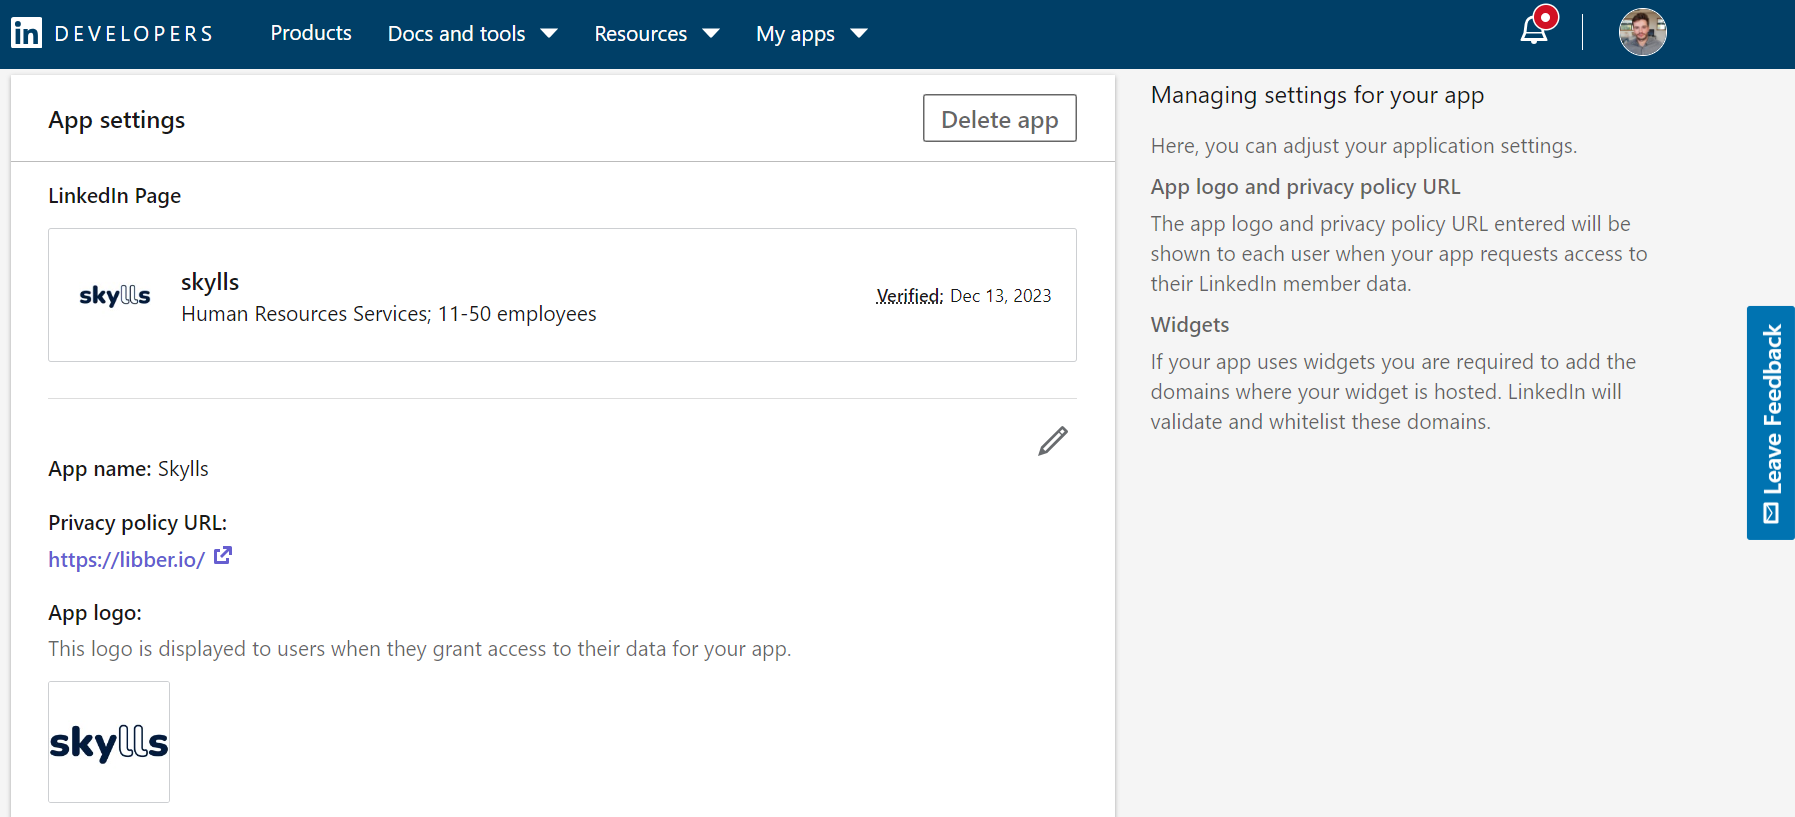 in DEVELOPERS Products Docs and tools Resources My apps
App settings
Delete app
LinkedIn Page
skylls
skylls
Human Resources Services; 11-50 employees
Verified: Dec 13, 2023
App name: Skylls
Privacy policy URL:
https://libber.io/
App logo:
This logo is displayed to users when they grant access to their data for your app.
skylls
Managing settings for your app
Here, you can adjust your application settings.
App logo and privacy policy URL
The app logo and privacy policy URL entered will be
shown to each user when your app requests access to
their LinkedIn member data.
Widgets
If your app uses widgets you are required to add the
domains where your widget is hosted. LinkedIn will
validate and whitelist these domains.
Leave Feedback